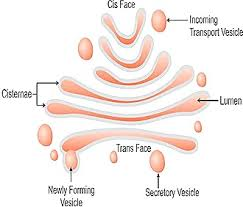 Cis Face
Incoming
Transport Vesicle
Cisternae
Lumen
Trans Face
Newly Forming
Vesicle
Secretory Vesicle